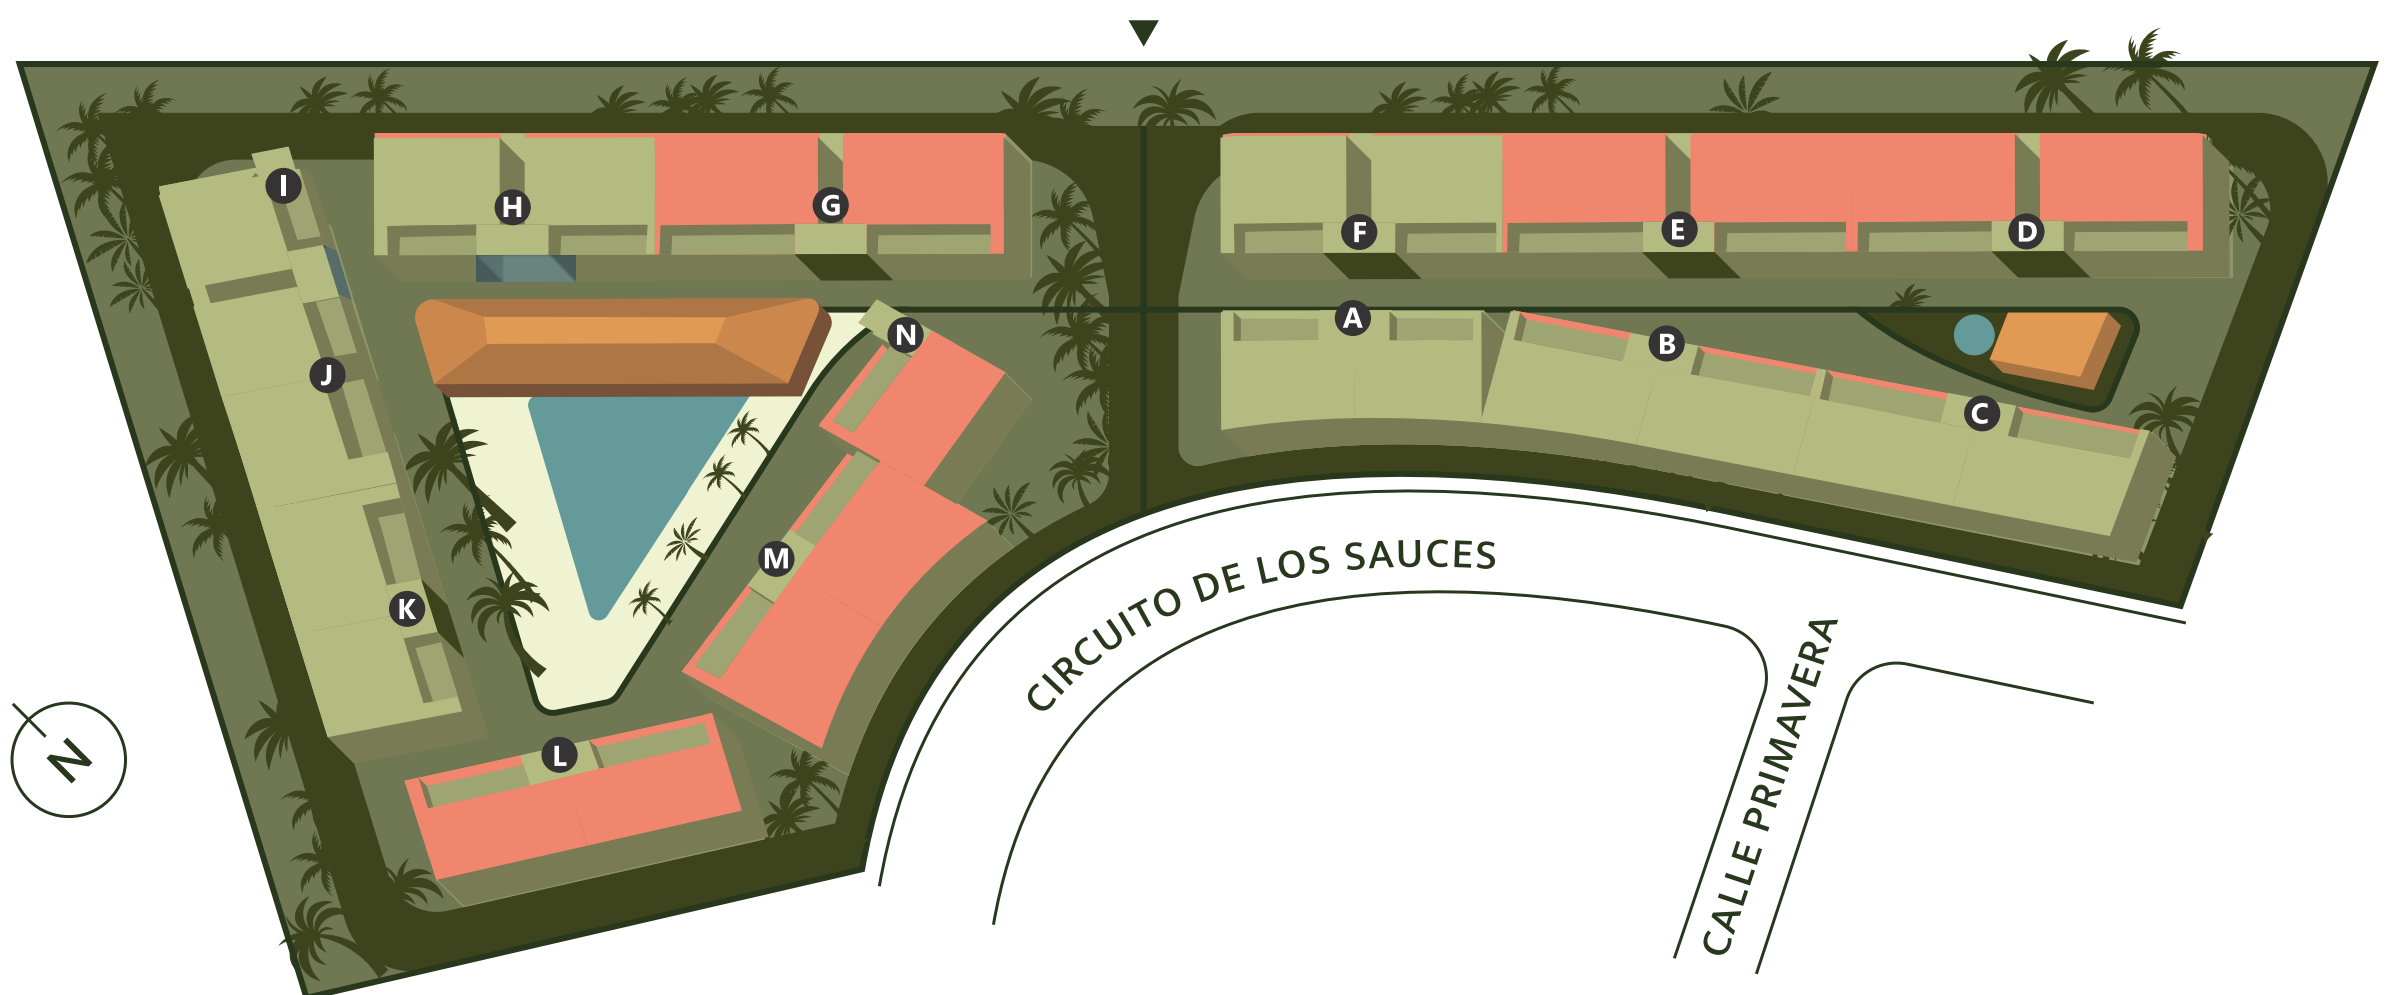 I
H
G
F
E
D
A
B
C
N
J
M
K
L
CIRCUITO DE LOS SAUCES
CALLE PRIMAVERA
N